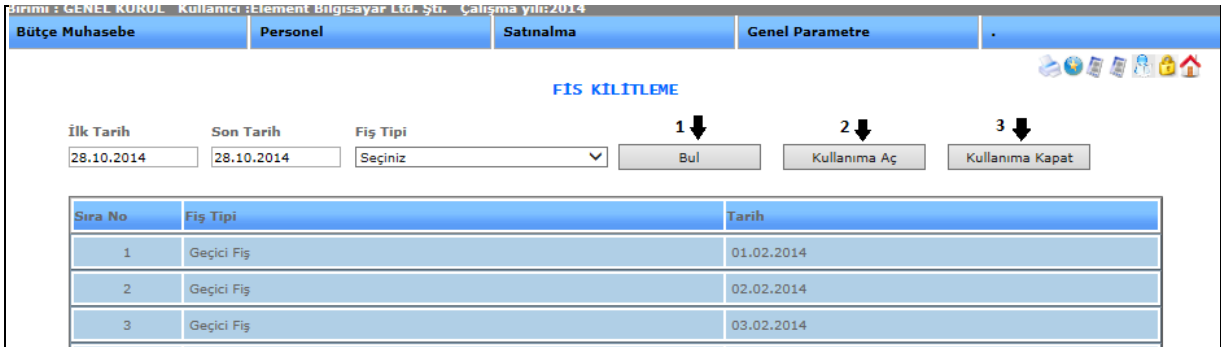 Birimi : GENEL KURUL Kullanıcı :Element Bilgisayar Ltd. Şti. Çalışma yılı:2014
Bütçe Muhasebe Personel Satınalma Genel Parametre .
FİS KİLİTLEME
İlk Tarih Son Tarih Fiş Tipi 1 2 3
28.10.2014 28.10.2014 Seçiniz Bul Kullanıma Aç Kullanıma Kapat
Sıra No Fiş Tipi Tarih
1 Geçici Fiş 01.02.2014
2 Geçici Fiş 02.02.2014
3 Geçici Fiş 03.02.2014